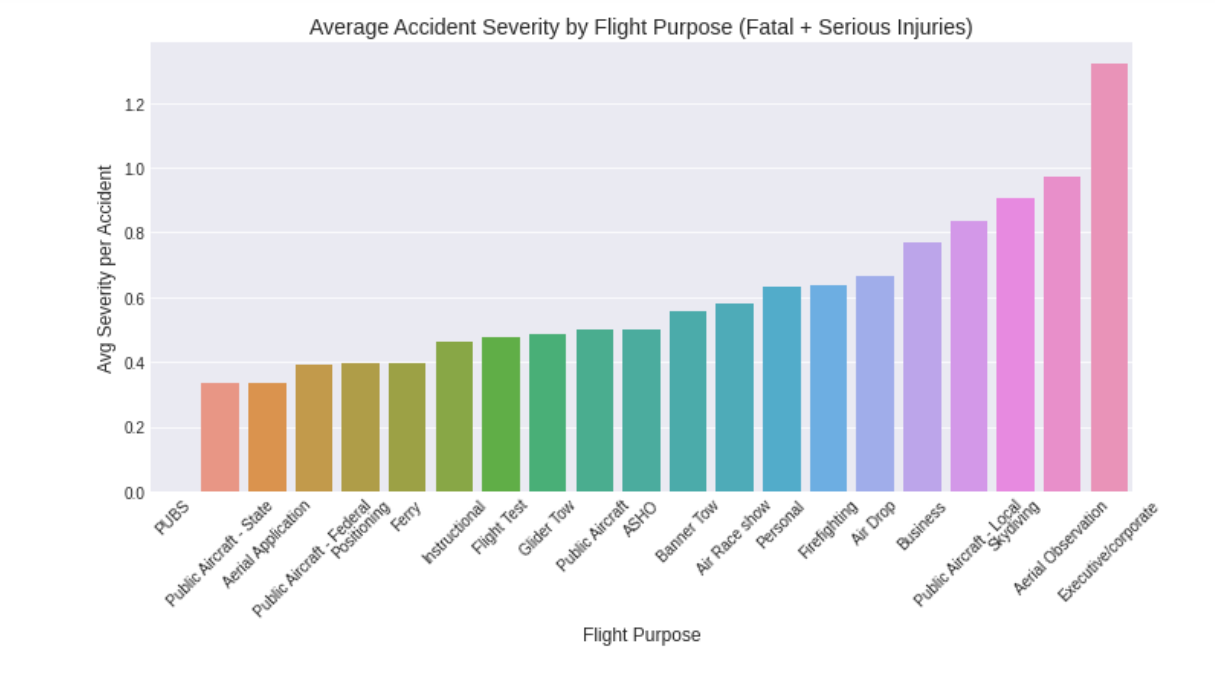 Average Accident Severity by Flight Purpose (Fatal + Serious Injuries)
Avg Severity per Accident
1.2
1.0
0.8
0.6
0.4
0.2
0.0
PUBS
Public Aircraft - State
Aerial Application
Public Aircraft - Federal
Positioning
Ferry
Instructional
Flight Test
Glider Tow
Public Aircraft
ASHO
Banner Tow
Air Race show
Personal
Firefighting
Air Drop
Business
Public Aircraft - Local
Skydiving
Aerial Observation
Executive/corporate
Flight Purpose